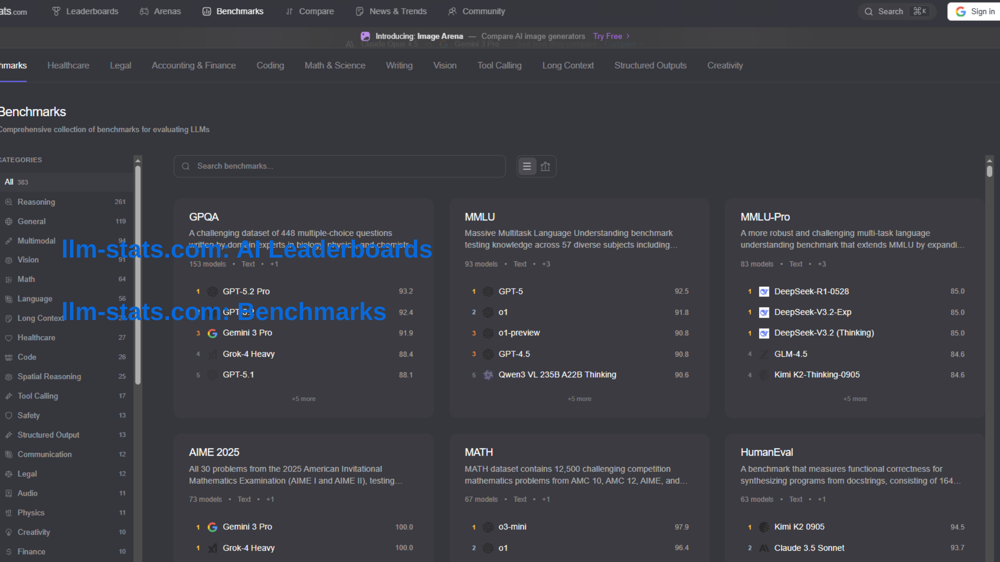 ats.com
Leaderboards
Arenas
Benchmarks
Compare
News & Trends
Community
Search
⌘K
Sign in
Introducing: Image Arena — Compare AI image generators Try Free
Claude Opus 4.5 vs Gemini 3 Pro — See how they compare Compare
hmarks
Healthcare
Legal
Accounting & Finance
Coding
Math & Science
Writing
Vision
Tool Calling
Long Context
Structured Outputs
Creativity
Benchmarks
Comprehensive collection of benchmarks for evaluating LLMs
CATEGORIES
All 383
Reasoning 261
General 119
Multimodal 94
Vision 91
Math 64
Language 56
Long Context
Healthcare 27
Code 26
Spatial Reasoning 25
Tool Calling 17
Safety 13
Structured Output 13
Communication 12
Legal 12
Audio 11
Physics 11
Creativity 10
Finance 10
llm-stats.com: AI Leaderboards
llm-stats.com: Benchmarks
Search benchmarks...
GPQA
A challenging dataset of 448 multiple-choice questions
written by domain experts in biology, physics, and chemistr...
153 models • Text • +1
1 GPT-5.2 Pro 93.2
2 GPT-5.2 92.4
3 Gemini 3 Pro 91.9
4 Grok-4 Heavy 88.4
5 GPT-5.1 88.1
+5 more
MMLU
Massive Multitask Language Understanding benchmark
testing knowledge across 57 diverse subjects including...
93 models • Text • +3
1 GPT-5 92.5
2 o1 91.8
3 o1-preview 90.8
3 GPT-4.5 90.8
5 Qwen3 VL 235B A22B Thinking 90.6
+5 more
MMLU-Pro
A more robust and challenging multi-task language
understanding benchmark that extends MMLU by expandi...
83 models • Text • +3
1 DeepSeek-R1-0528 85.0
1 DeepSeek-V3.2-Exp 85.0
1 DeepSeek-V3.2 (Thinking) 85.0
4 GLM-4.5 84.6
4 Kimi K2-Thinking-0905 84.6
+5 more
AIME 2025
All 30 problems from the 2025 American Invitational
Mathematics Examination (AIME I and AIME II), testing...
73 models • Text • +1
1 Gemini 3 Pro 100.0
1 Grok-4 Heavy 100.0
MATH
MATH dataset contains 12,500 challenging competition
mathematics problems from AMC 10, AMC 12, AIME, and...
67 models • Text • +1
1 o3-mini 97.9
2 o1 96.4
HumanEval
A benchmark that measures functional correctness for
synthesizing programs from docstrings, consisting of 164...
63 models • Text • +1
1 Kimi K2 0905 94.5
2 Claude 3.5 Sonnet 93.7